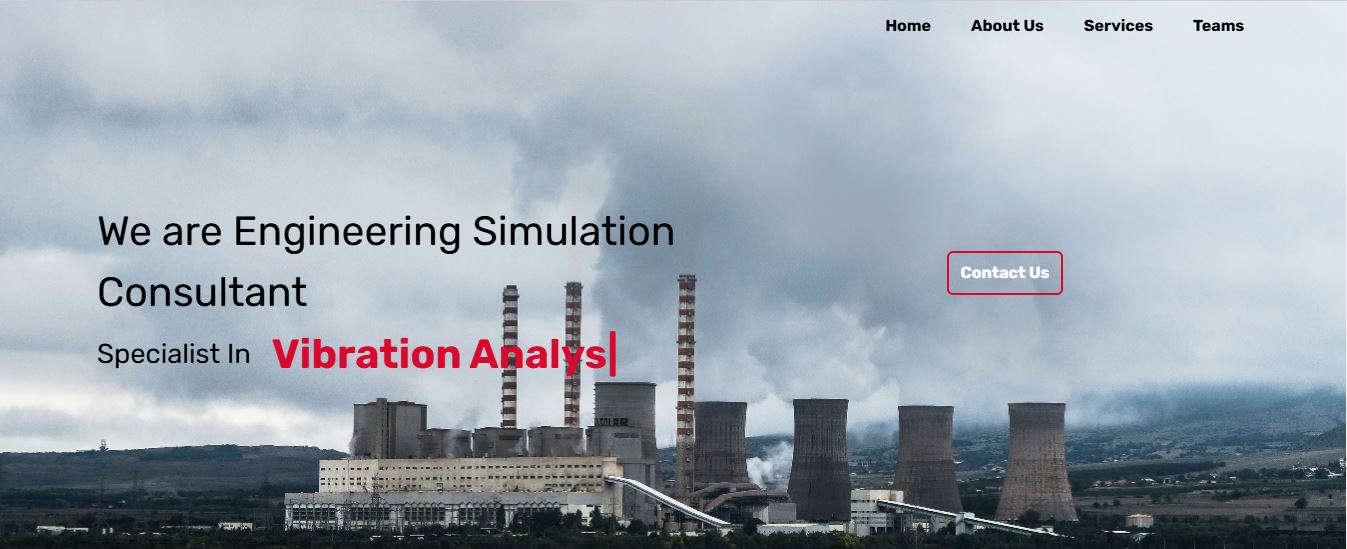 Home About Us Services Teams
We are Engineering Simulation
Consultant
Contact Us
Specialist In Vibration Analys